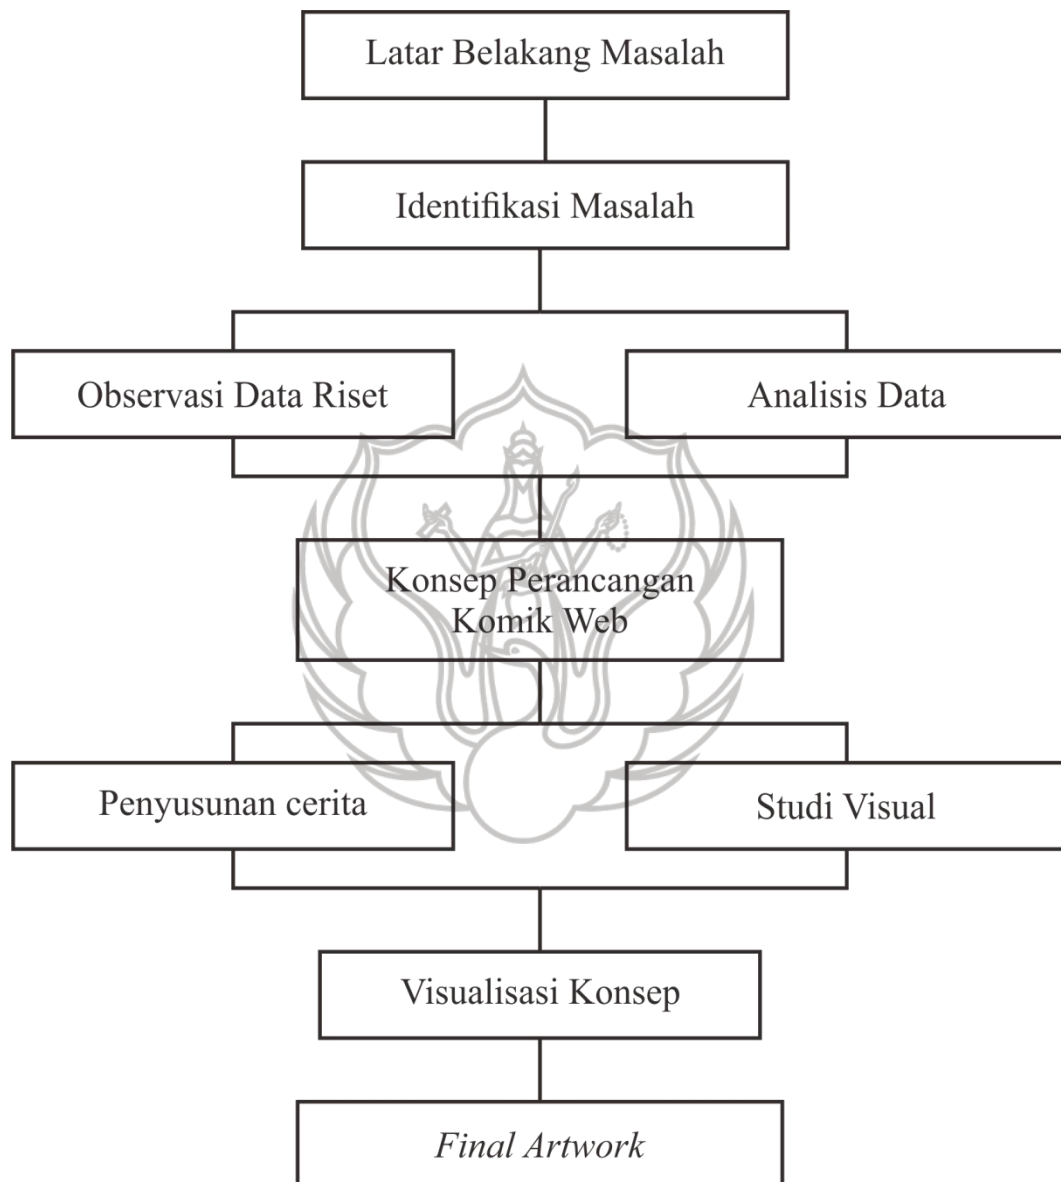 Latar Belakang Masalah
Identifikasi Masalah
Observasi Data Riset
Analisis Data
Konsep Perancangan
Komik Web
Penyusunan cerita
Studi Visual
Visualisasi Konsep
Final Artwork